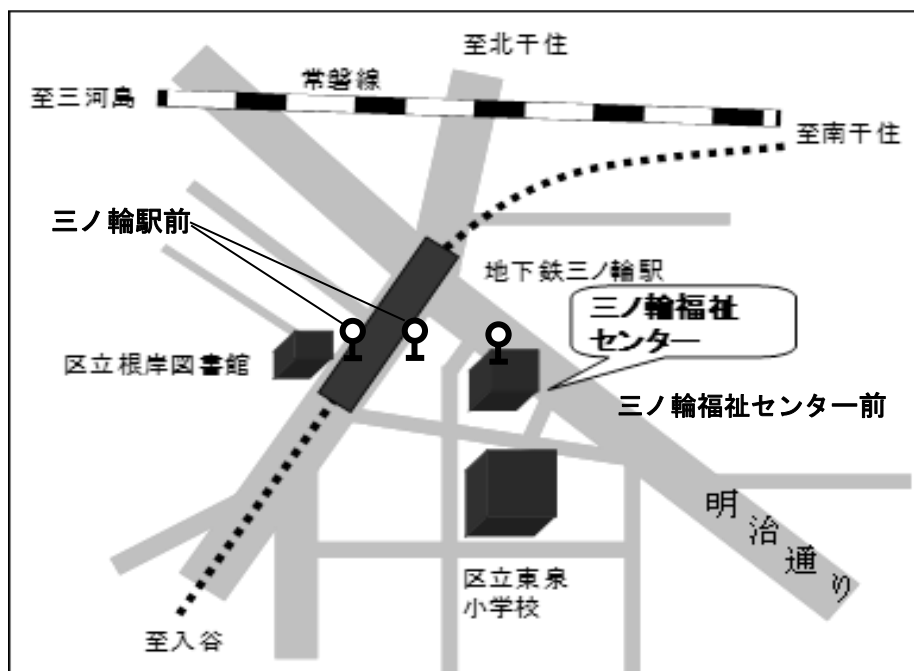 至北千住
常磐線
至三河島
至南千住
三ノ輪駅前
地下鉄三ノ輪駅
三ノ輪福祉
センター
区立根岸図書館
三ノ輪福祉センター前
明治通り
区立東泉
小学校
至入谷